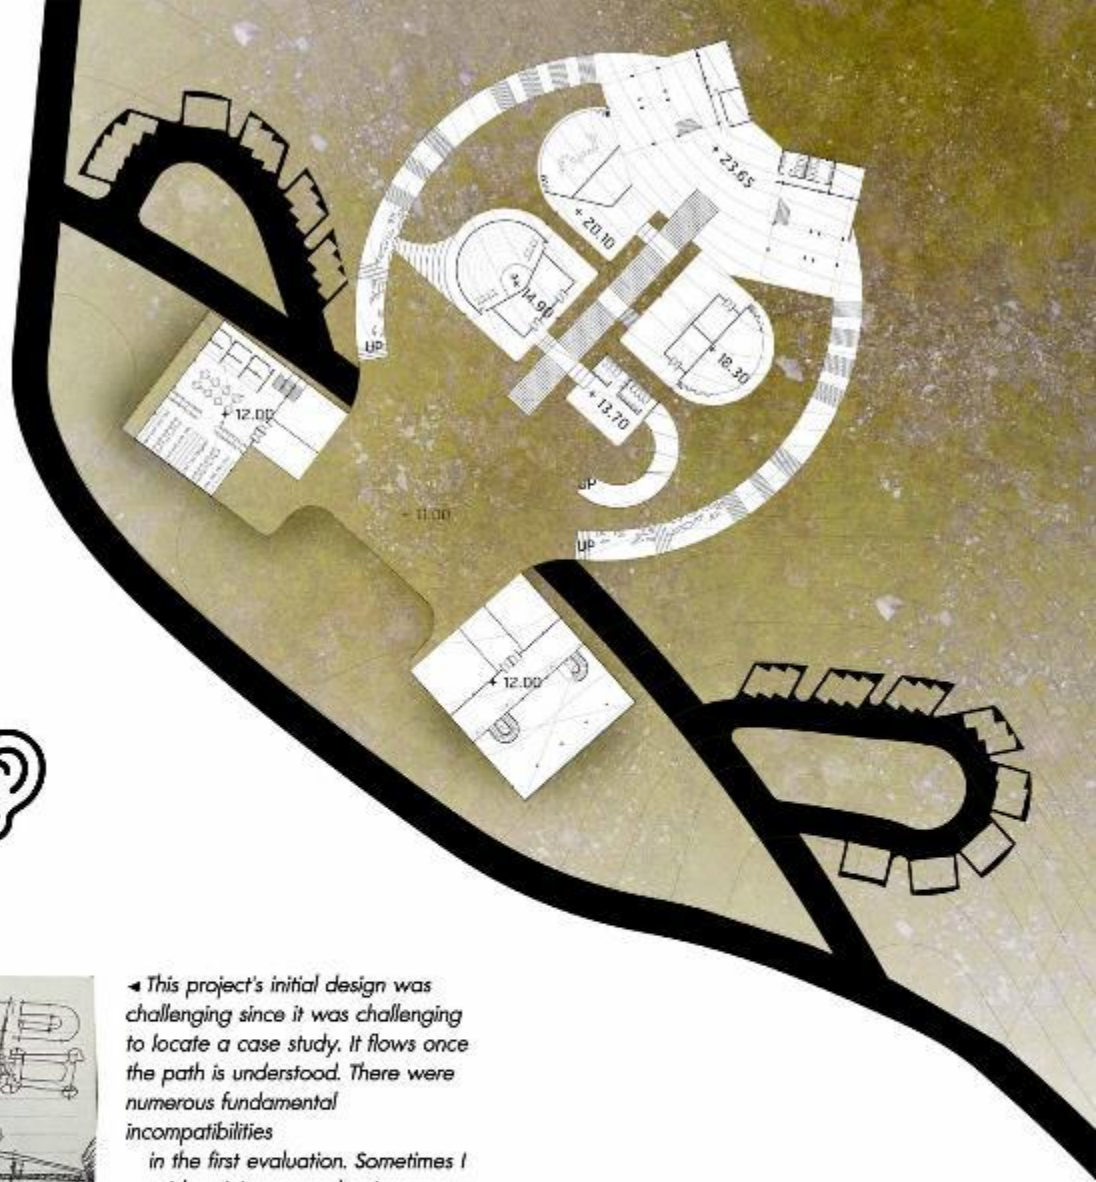 + 23.65
+ 20.10
+ 14.90
+ 18.30
UP
+ 13.70
+ 12.00
UP
+ 11.00
UP
+ 12.00
◄ This project's initial design was
challenging since it was challenging
to locate a case study. It flows once
the path is understood. There were
numerous fundamental
incompatibilities
in the first evaluation. Sometimes I